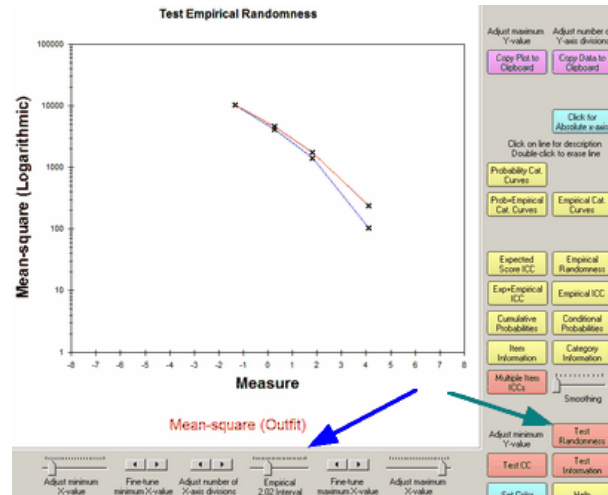 Test Empirical Randomness
Mean-square (Logarithmic)
100000
10000
1000
100
10
1
-8 -7 -6 -5 -4 -3 -2 -1 0 1 2 3 4 5 6 7 8
Measure
Mean-square (Outfit)
Adjust maximum Y-value
Adjust number of Y-axis divisions
Copy Plot to Clipboard
Copy Data to Clipboard
Click for Absolute x-axis
Click on line for description
Double-click to erase line
Probability Cat. Curves
Prob+Empirical Cat. Curves
Empirical Cat. Curves
Expected Score ICC
Empirical Randomness
Exp+Empirical ICC
Empirical ICC
Cumulative Probabilities
Conditional Probabilities
Item Information
Category Information
Multiple Item ICCs
Smoothing
Adjust minimum Y-value
Test Randomness
Test CC
Test Information
Set Color
Help
Adjust minimum X-value
Fine-tune minimum X-value
Adjust number of X-axis divisions
Empirical 2.02 Interval
Fine-tune maximum X-value
Adjust maximum X-value